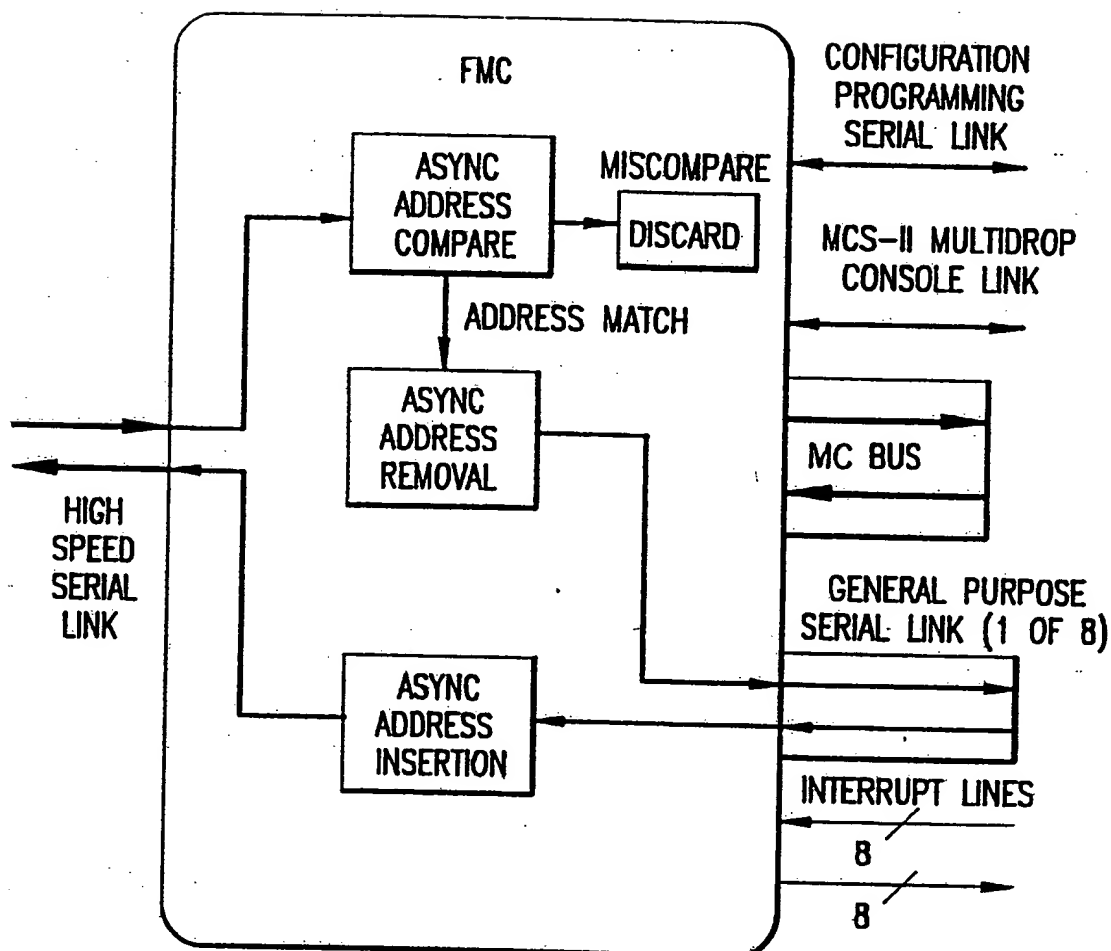 FMC
CONFIGURATION
PROGRAMMING
SERIAL LINK
ASYNC
ADDRESS
COMPARE
MISCOMPARE
DISCARD
MCS-II MULTIDROP
CONSOLE LINK
ADDRESS MATCH
ASYNC
ADDRESS
REMOVAL
MC BUS
HIGH
SPEED
SERIAL
LINK
GENERAL PURPOSE
SERIAL LINK (1 OF 8)
ASYNC
ADDRESS
INSERTION
INTERRUPT LINES
8
8